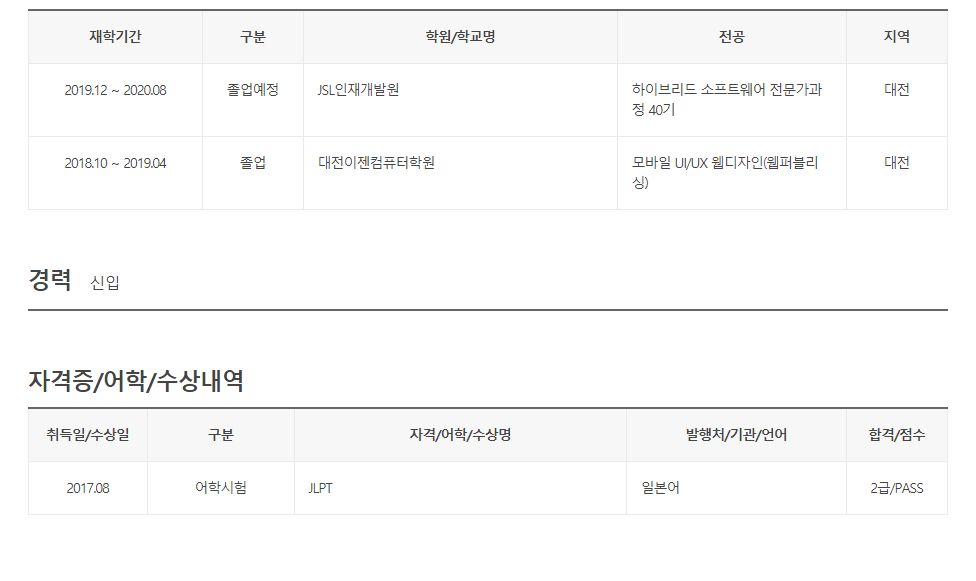 재학기간 구분 학원/학교명 전공 지역
2019.12 ~ 2020.08 졸업예정 JSL인재개발원 하이브리드 소프트웨어 전문가과 대전
정 40기
2018.10 ~ 2019.04 졸업 대전이젠컴퓨터학원 모바일 UI/UX 웹디자인(웹퍼블리 대전
싱)
경력 신입
자격증/어학/수상내역
취득일/수상일 구분 자격/어학/수상명 발행처/기관/언어 합격/점수
2017.08 어학시험 JLPT 일본어 2급/PASS